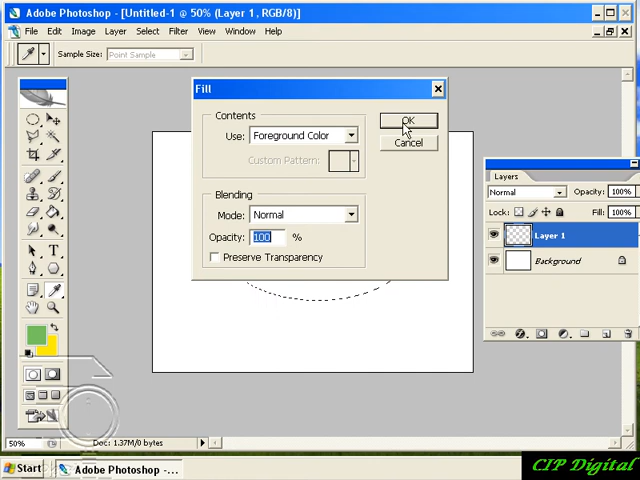 Adobe Photoshop - [Untitled-1 @ 50% (Layer 1, RGB/8)]
File Edit Image Layer Select Filter View Window Help
Sample Size: Point Sample
Fill
Contents
Use: Foreground Color
Custom Pattern:
OK
Cancel
Blending
Mode: Normal
Opacity: 100 %
Preserve Transparency
Layers
Normal Opacity: 100%
Lock: Fill: 100%
Layer 1
Background
50% Doc: 1.37M/0 bytes
Start Adobe Photoshop - ...
CIP Digital